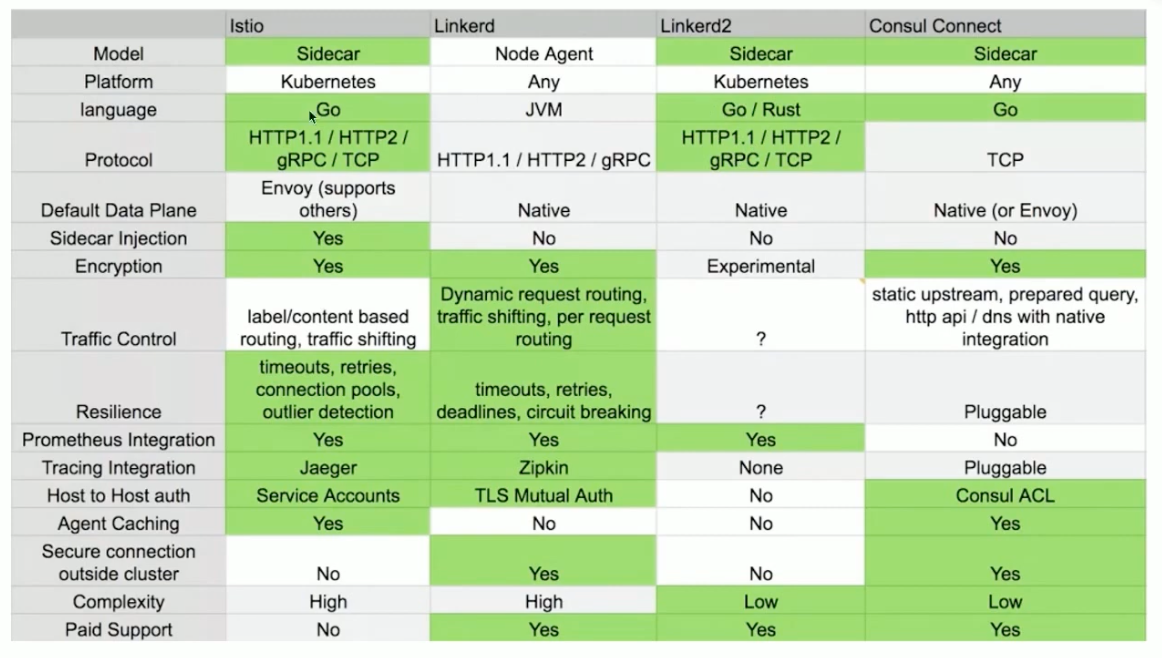 Istio Linkerd Linkerd2 Consul Connect
Model Sidecar Node Agent Sidecar Sidecar
Platform Kubernetes Any Kubernetes Any
language Go JVM Go / Rust Go
Protocol HTTP1.1 / HTTP2 / gRPC / TCP HTTP1.1 / HTTP2 / gRPC HTTP1.1 / HTTP2 / gRPC / TCP TCP
Default Data Plane Envoy (supports others) Native Native Native (or Envoy)
Sidecar Injection Yes No No No
Encryption Yes Yes Experimental Yes
Traffic Control label/content based routing, traffic shifting Dynamic request routing, traffic shifting, per request routing ? static upstream, prepared query, http api / dns with native integration
Resilience timeouts, retries, connection pools, outlier detection timeouts, retries, deadlines, circuit breaking ? Pluggable
Prometheus Integration Yes Yes Yes No
Tracing Integration Jaeger Zipkin None Pluggable
Host to Host auth Service Accounts TLS Mutual Auth No Consul ACL
Agent Caching Yes No No Yes
Secure connection outside cluster No Yes No Yes
Complexity High High Low Low
Paid Support No Yes Yes Yes